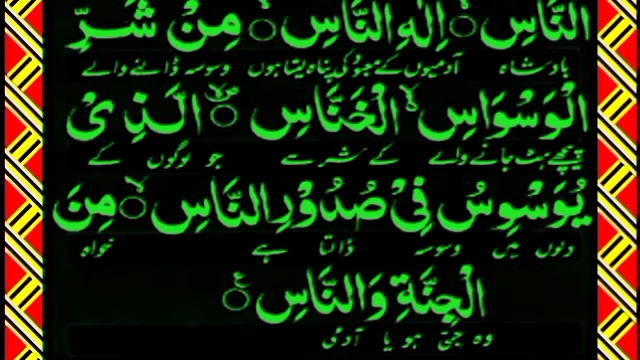 النَّاسِ ۙ اِلٰهِ النَّاسِ ۙ مِنْ شَرِّ
بادشاہ آدمیوں کے معبود کی پناہ لیتا ہوں وسوسہ ڈالنے والے
الْوَسْوَاسِ ۙ الْخَنَّاسِ ۙ الَّذِیْ
پیچھے ہٹ جانے والے کے شر سے جو لوگوں کے
یُوَسْوِسُ فِیْ صُدُوْرِ النَّاسِ ۙ مِنَ
دلوں میں وسوسہ ڈالتا ہے خواہ
الْجِنَّةِ وَالنَّاسِ ع
وہ جنی ہو یا آدمی